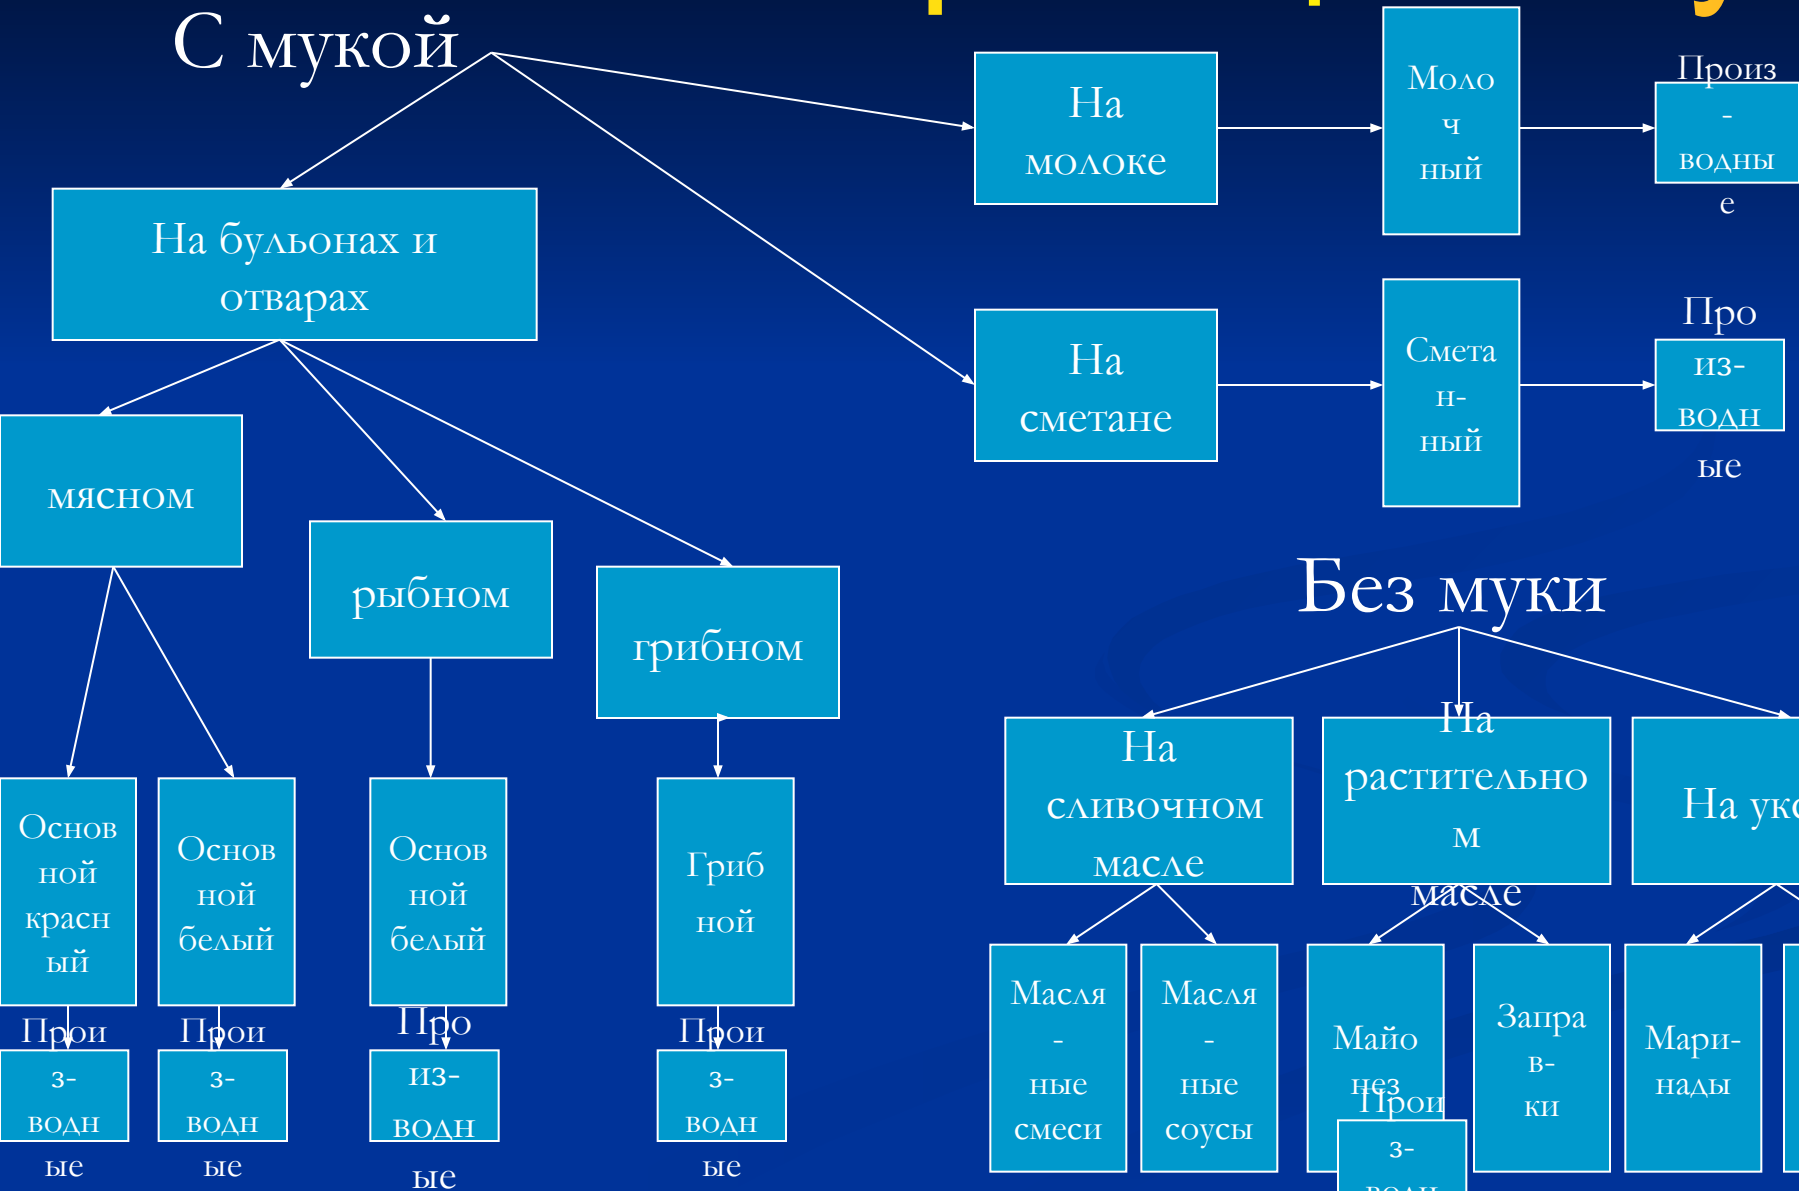 С мукой
На
молоке
Моло
ч
ный
Произ
-
водны
е
На бульонах и
отварах
На
сметане
Смета
н-
ный
Про
из-
водн
ые
мясном
рыбном
грибном
Основ
ной
красн
ый
Основ
ной
белый
Основ
ной
белый
Гриб
ной
Прои
з-
водн
ые
Прои
з-
водн
ые
Про
из-
водн
ые
Прои
з-
водн
ые
Без муки
На
сливочном
масле
На
растительно
м
масле
На
Масля
-
ные
смеси
Масля
-
ные
соусы
Майо
нез
Прои
з-
водн
Запра
в-
ки
Мари-
нады